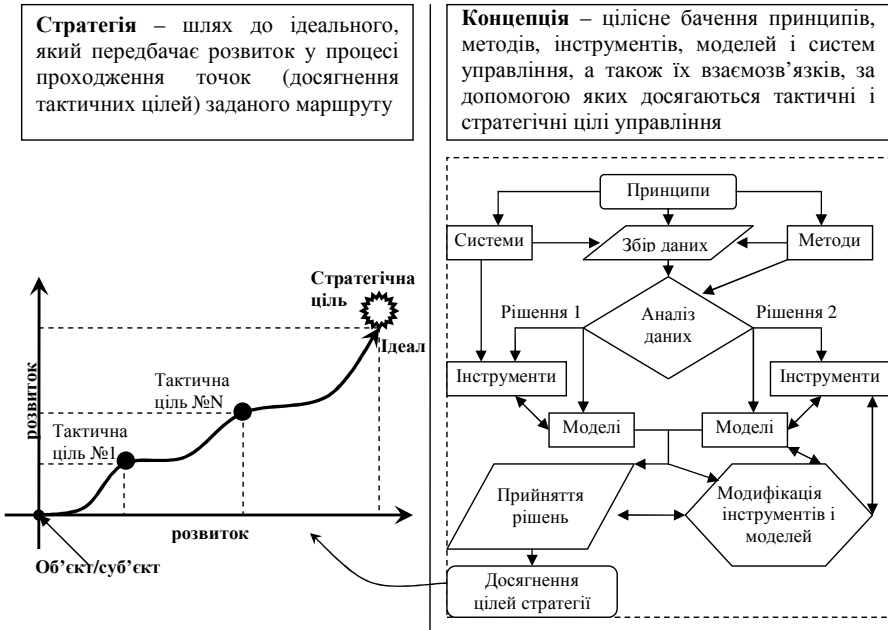 Стратегія – шлях до ідеального,
який передбачає розвиток у процесі
проходження точок (досягнення
тактичних цілей) заданого маршруту
Концепція – цілісне бачення принципів,
методів, інструментів, моделей і систем
управління, а також їх взаємозв’язків, за
допомогою яких досягаються тактичні і
стратегічні цілі управління
Стратегічна
ціль
Ідеал
Тактична
ціль №N
Тактична
ціль №1
розвиток
розвиток
Об’єкт/суб’єкт
Принципи
Системи
Збір даних
Методи
Рішення 1
Аналіз
даних
Рішення 2
Інструменти
Інструменти
Моделі
Моделі
Прийняття
рішень
Модифікація
інструментів і
моделей
Досягнення
цілей стратегії